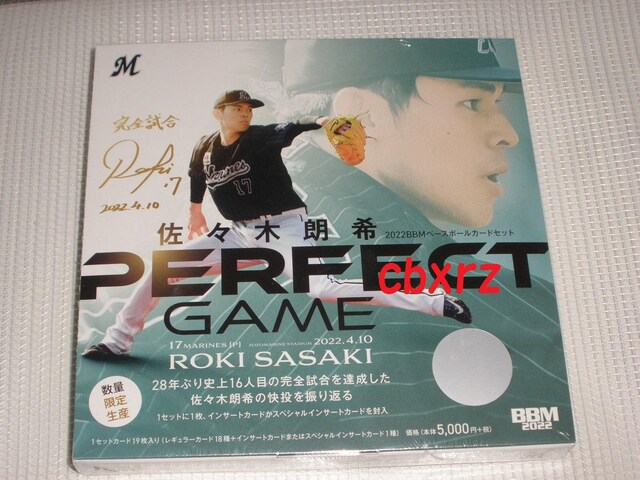 M
完全試合
Roki 17
2022.4.10
Marines
17
佐々木朗希 2022BBMベースボールカードセット
PERFECT
cbxrz
GAME
17 MARINES [P] ZOZOMARINE STADIUM 2022.4.10
ROKI SASAKI
28年ぶり史上16人目の完全試合を達成した
佐々木朗希の快投を振り返る
1セットに1枚、インサートカードかスペシャルインサートカードを封入
数量
限定
生産
BBM
2022
1セットカード19枚入り(レギュラーカード18種+インサートカードまたはスペシャルインサートカード1種) 価格(本体5,000円+税)